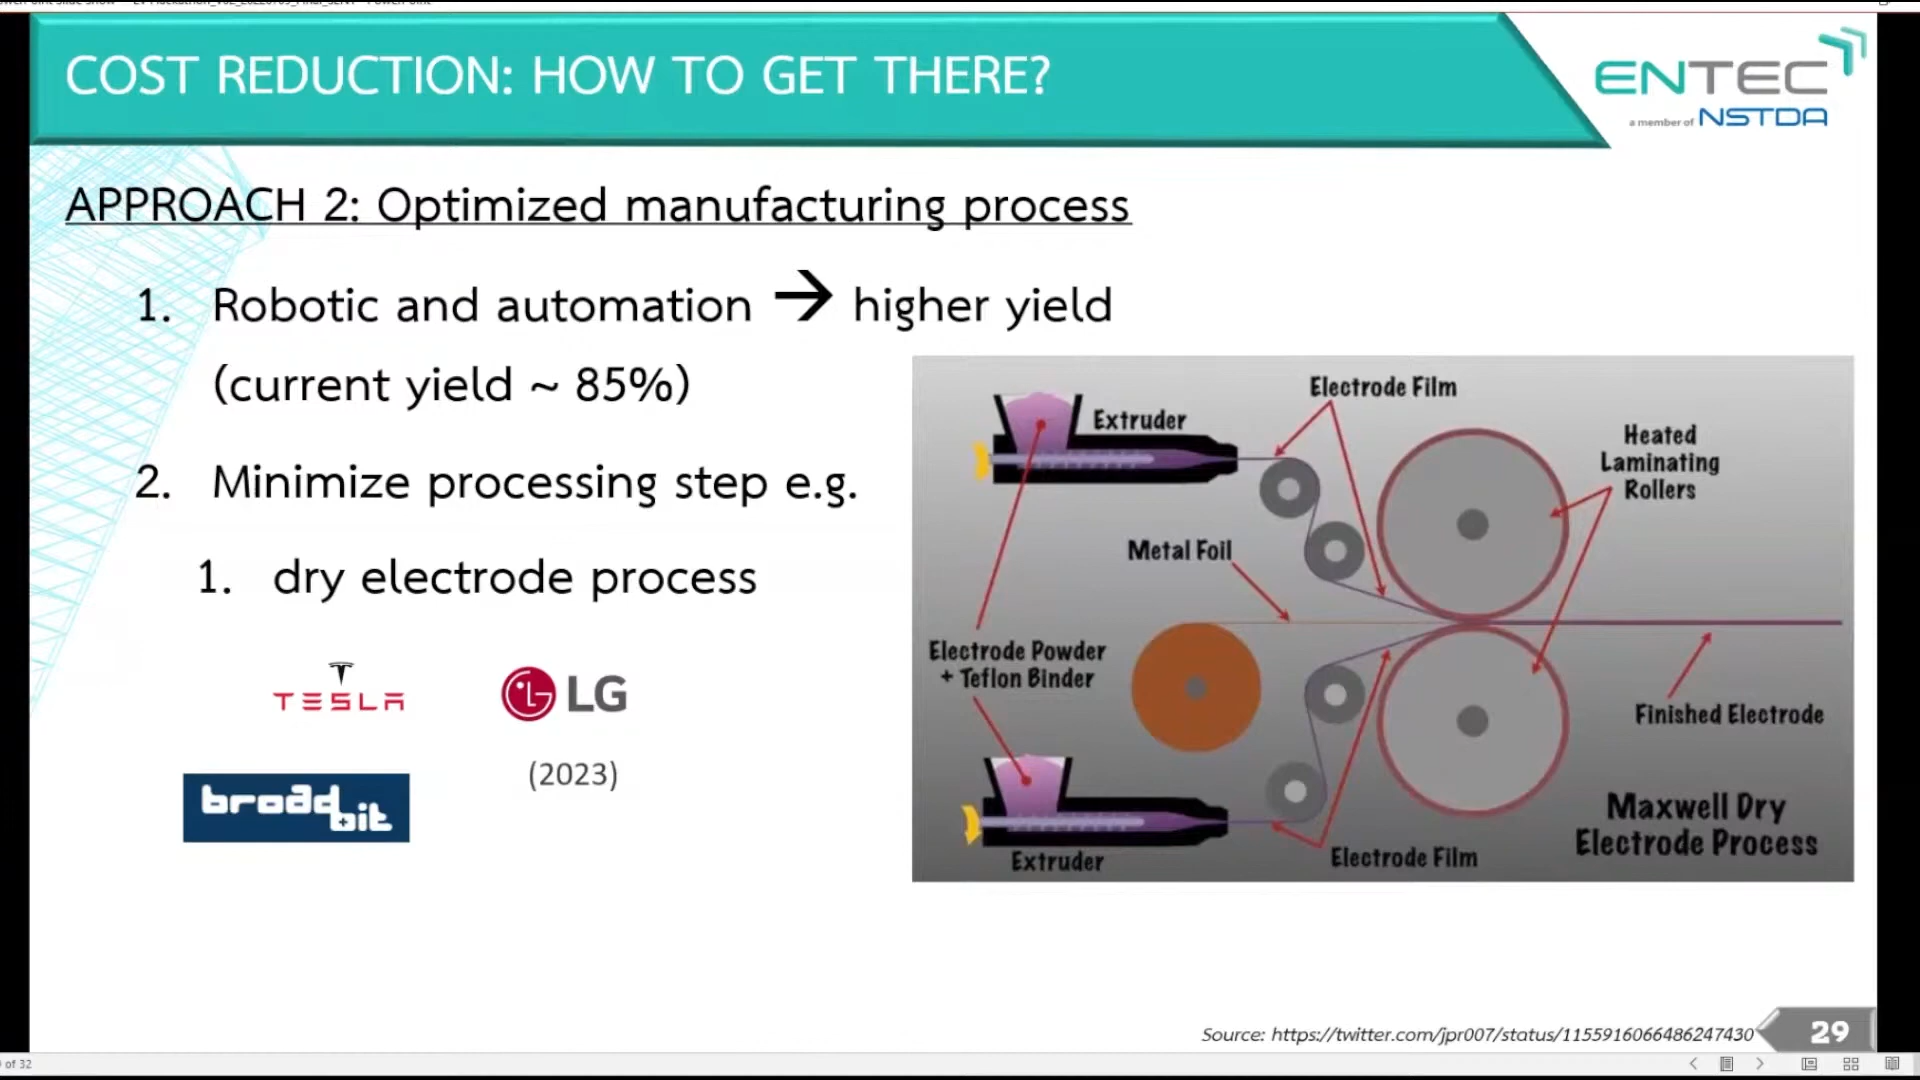 COST REDUCTION: HOW TO GET THERE?
ENTEC
a member of NSTDA
APPROACH 2: Optimized manufacturing process
1. Robotic and automation → higher yield
(current yield ~ 85%)
2. Minimize processing step e.g.
1. dry electrode process
TESLA
LG
(2023)
broadbit
Electrode Film
Extruder
Heated
Laminating
Rollers
Metal Foil
Electrode Powder
+ Teflon Binder
Finished Electrode
Maxwell Dry
Electrode Process
Extruder
Electrode Film
Source: https://twitter.com/jpr007/status/1155916066486247430
29
of 32